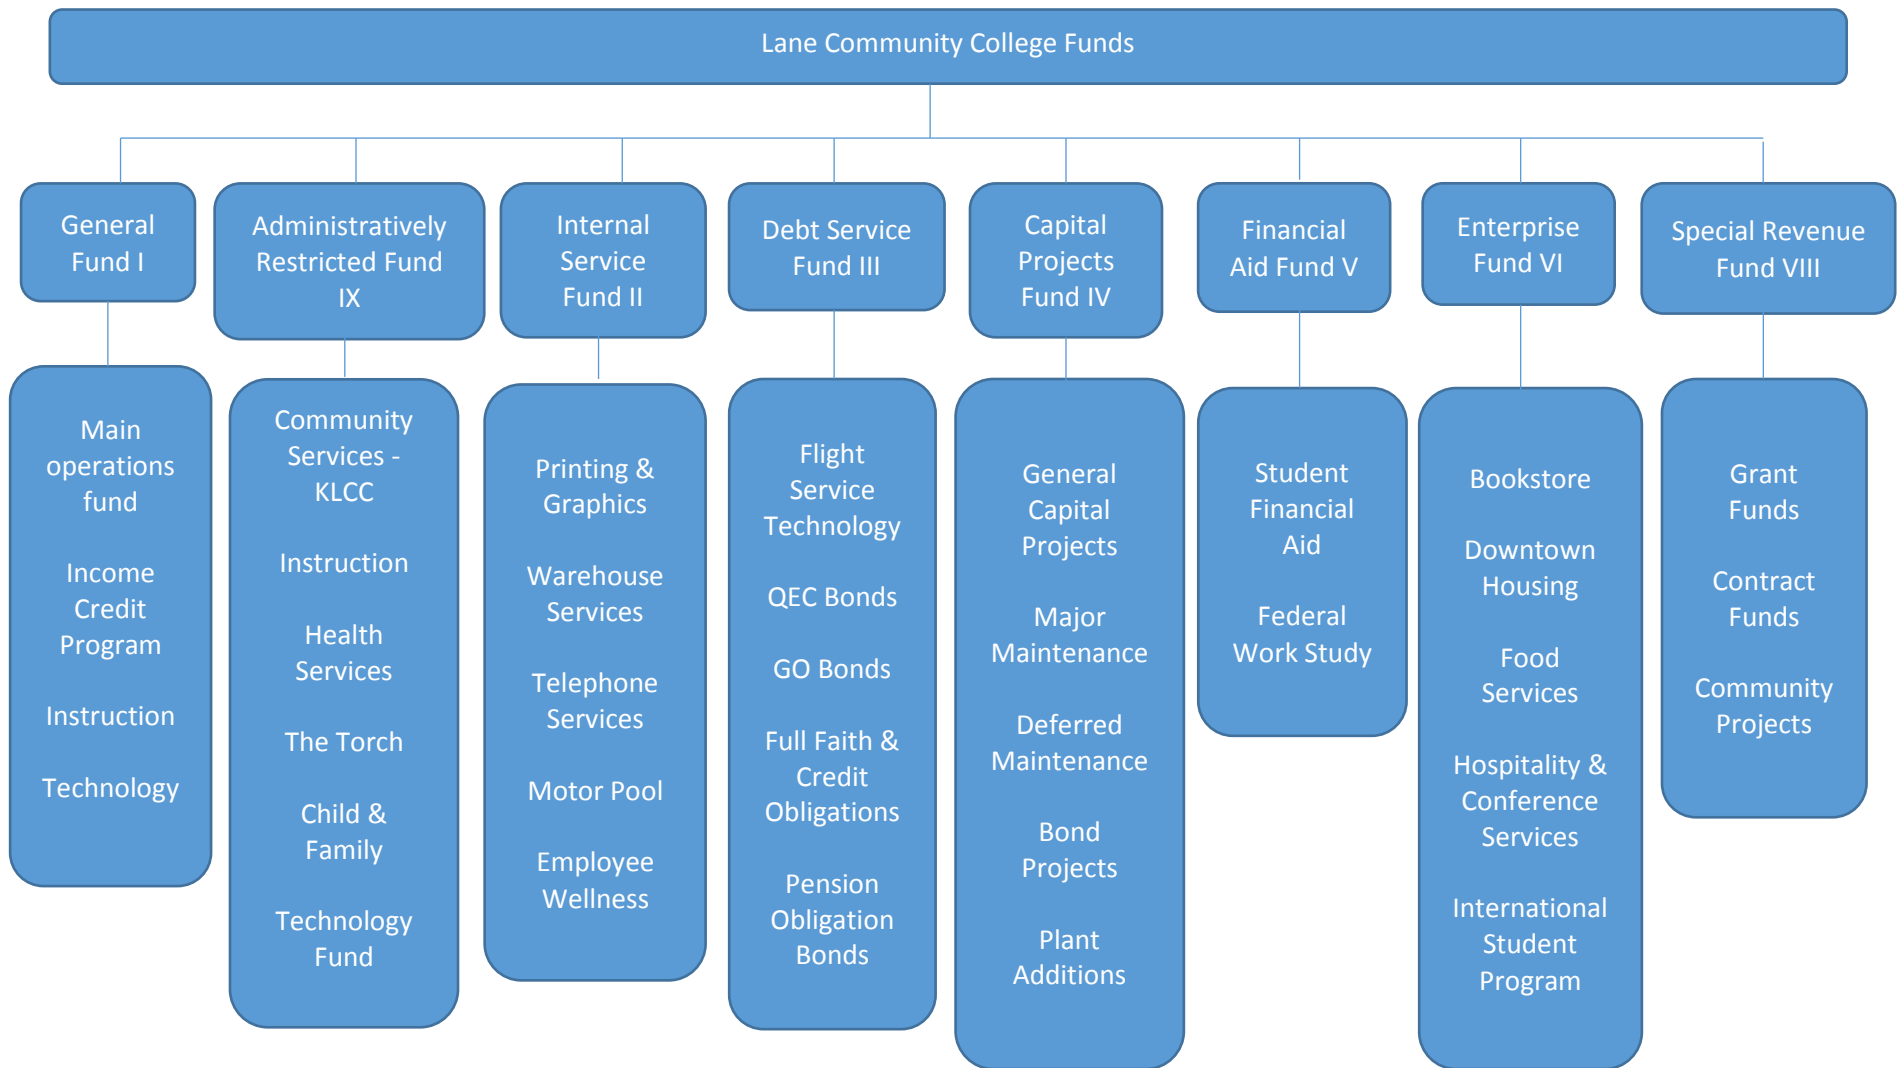 Lane Community College Funds
General
Fund I
Administratively
Restricted Fund
IX
Internal
Service
Fund II
Debt Service
Fund III
Capital
Projects
Fund IV
Financial
Aid Fund V
Enterprise
Fund VI
Special Revenue
Fund VIII
Main
operations
fund
Income
Credit
Program
Instruction
Technology
Community
Services -
KLCC
Instruction
Health
Services
The Torch
Child &
Family
Technology
Fund
Printing &
Graphics
Warehouse
Services
Telephone
Services
Motor Pool
Employee
Wellness
Flight
Service
Technology
QEC Bonds
GO Bonds
Full Faith &
Credit
Obligations
Pension
Obligation
Bonds
General
Capital
Projects
Major
Maintenance
Deferred
Maintenance
Bond
Projects
Plant
Additions
Student
Financial
Aid
Federal
Work Study
Bookstore
Downtown
Housing
Food
Services
Hospitality &
Conference
Services
International
Student
Program
Grant
Funds
Contract
Funds
Community
Projects